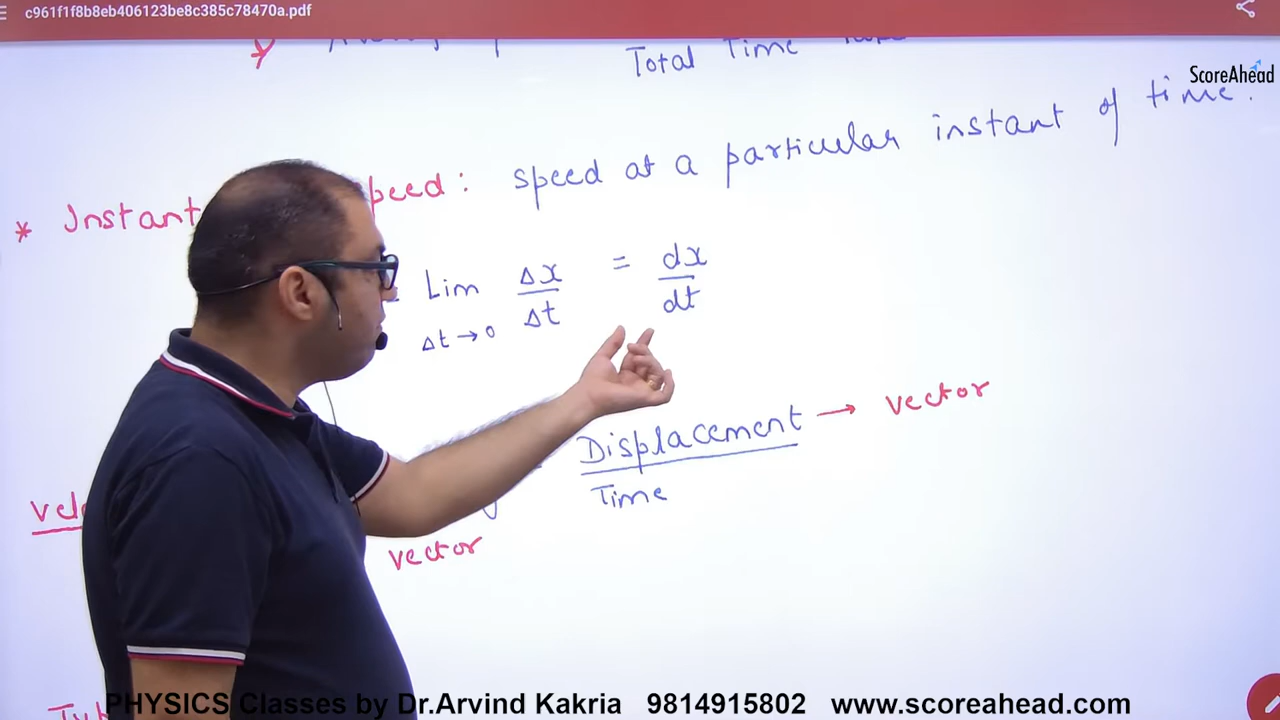 c961f1f8b8eb406123be8c385c78470a.pdf
Total Time
ScoreAhead
* Instant peed : speed at a particular instant of time.
= Lim Δx = dx
Δt→0 Δt dt
Displacement → vector
Time
vector
PHYSICS Classes by Dr.Arvind Kakria 9814915802 www.scoreahead.com